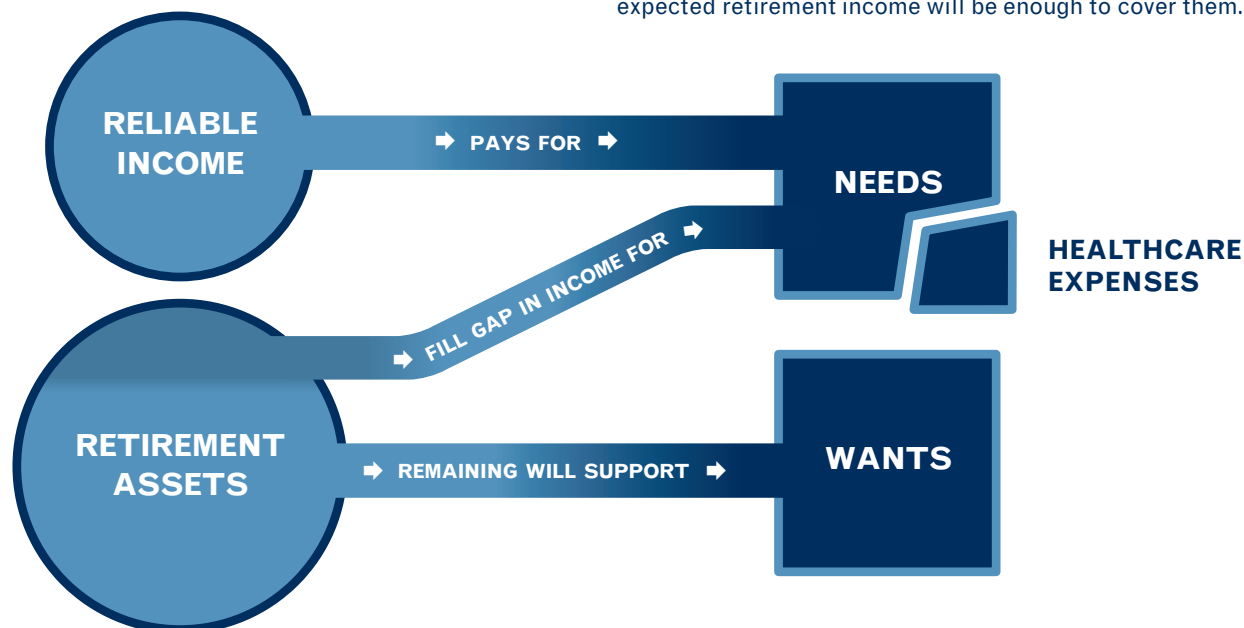 expected retirement income will be enough to cover them.
RELIABLE
INCOME
PAYS FOR
NEEDS
FILL GAP IN INCOME FOR
HEALTHCARE
EXPENSES
RETIREMENT
ASSETS
REMAINING WILL SUPPORT
WANTS